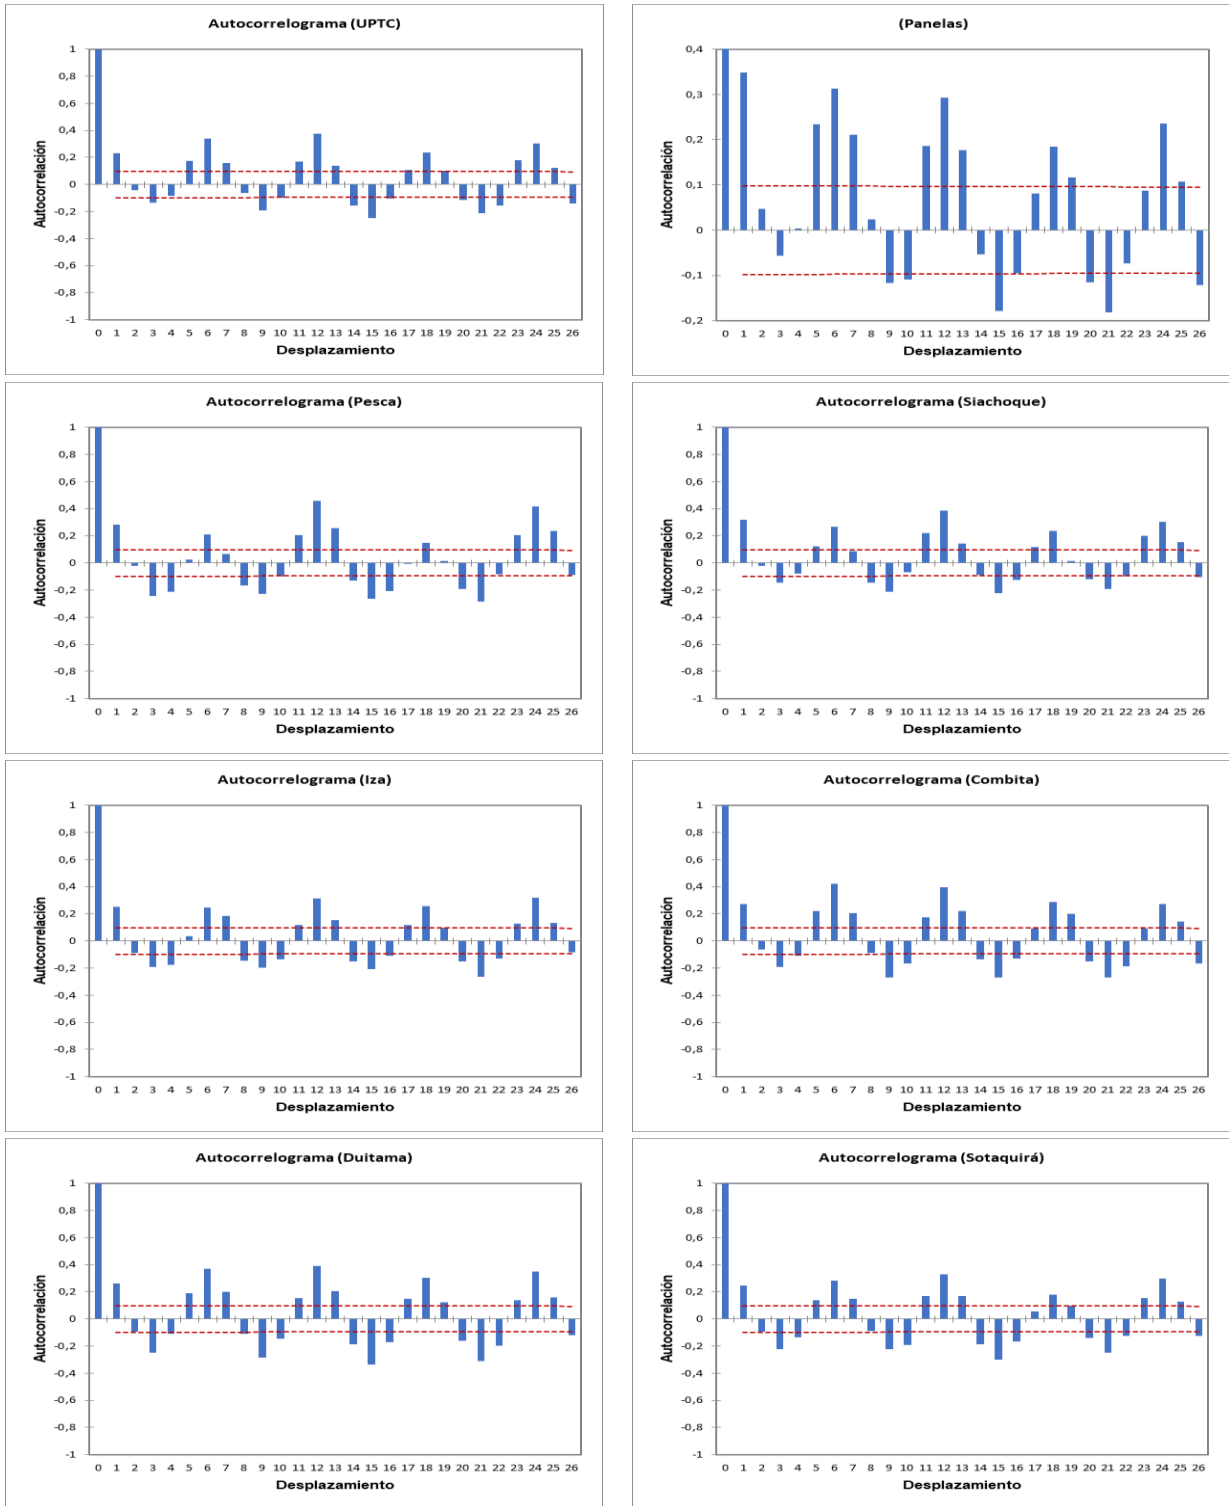 Autocorrelograma (UPTC)
1
0,8
0,6
0,4
0,2
0
-0,2
-0,4
-0,6
-0,8
-1
Autocorrelación
0 1 2 3 4 5 6 7 8 9 10 11 12 13 14 15 16 17 18 19 20 21 22 23 24 25 26
Desplazamiento
(Panelas)
0,4
0,3
0,2
0,1
0
-0,1
-0,2
Autocorrelación
0 1 2 3 4 5 6 7 8 9 10 11 12 13 14 15 16 17 18 19 20 21 22 23 24 25 26
Desplazamiento
Autocorrelograma (Pesca)
1
0,8
0,6
0,4
0,2
0
-0,2
-0,4
-0,6
-0,8
-1
Autocorrelación
0 1 2 3 4 5 6 7 8 9 10 11 12 13 14 15 16 17 18 19 20 21 22 23 24 25 26
Desplazamiento
Autocorrelograma (Siachoque)
1
0,8
0,6
0,4
0,2
0
-0,2
-0,4
-0,6
-0,8
-1
Autocorrelación
0 1 2 3 4 5 6 7 8 9 10 11 12 13 14 15 16 17 18 19 20 21 22 23 24 25 26
Desplazamiento
Autocorrelograma (Iza)
1
0,8
0,6
0,4
0,2
0
-0,2
-0,4
-0,6
-0,8
-1
Autocorrelación
0 1 2 3 4 5 6 7 8 9 10 11 12 13 14 15 16 17 18 19 20 21 22 23 24 25 26
Desplazamiento
Autocorrelograma (Combita)
1
0,8
0,6
0,4
0,2
0
-0,2
-0,4
-0,6
-0,8
-1
Autocorrelación
0 1 2 3 4 5 6 7 8 9 10 11 12 13 14 15 16 17 18 19 20 21 22 23 24 25 26
Desplazamiento
Autocorrelograma (Duitama)
1
0,8
0,6
0,4
0,2
0
-0,2
-0,4
-0,6
-0,8
-1
Autocorrelación
0 1 2 3 4 5 6 7 8 9 10 11 12 13 14 15 16 17 18 19 20 21 22 23 24 25 26
Desplazamiento
Autocorrelograma (Sotaquirá)
1
0,8
0,6
0,4
0,2
0
-0,2
-0,4
-0,6
-0,8
-1
Autocorrelación
0 1 2 3 4 5 6 7 8 9 10 11 12 13 14 15 16 17 18 19 20 21 22 23 24 25 26
Desplazamiento